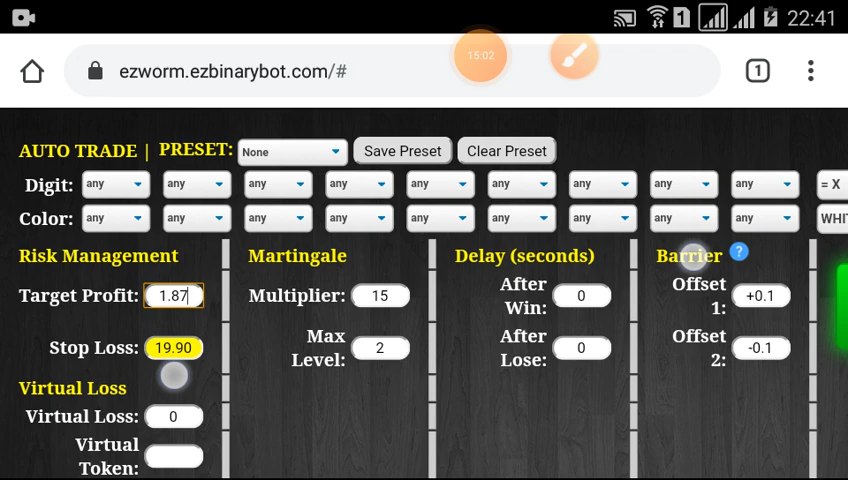 1 22:41
ezworm.ezbinarybot.com/# 15:02 1
AUTO TRADE | PRESET: None Save Preset Clear Preset
Digit: any any any any any any any any any = X
Color: any any any any any any any any any WHI
Risk Management Martingale Delay (seconds) Barrier ?
Target Profit: 1.87 Multiplier: 15 After Win: 0 Offset 1: +0.1
Stop Loss: 19.90 Max Level: 2 After Lose: 0 Offset 2: -0.1
Virtual Loss
Virtual Loss: 0
Virtual Token: